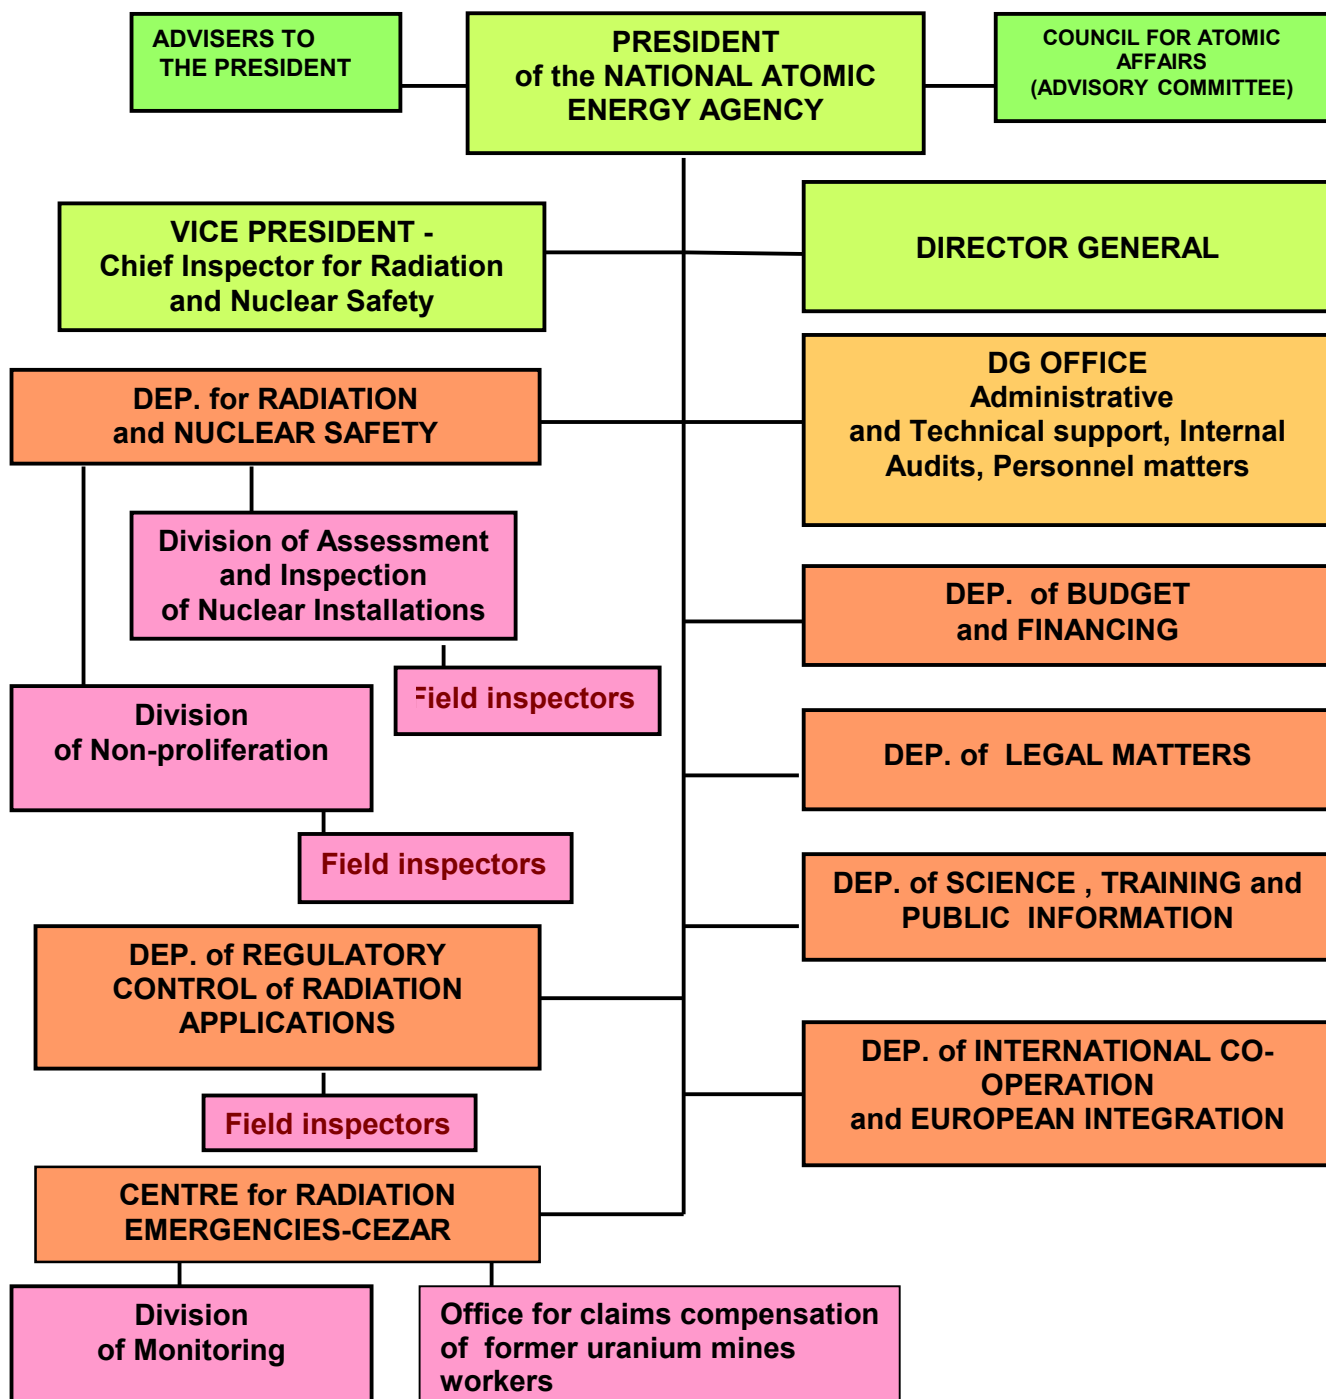 ADVISERS TO
THE PRESIDENT
PRESIDENT
of the NATIONAL ATOMIC
ENERGY AGENCY
COUNCIL FOR ATOMIC
AFFAIRS
(ADVISORY COMMITTEE)
VICE PRESIDENT -
Chief Inspector for Radiation
and Nuclear Safety
DIRECTOR GENERAL
DEP. for RADIATION
and NUCLEAR SAFETY
DG OFFICE
Administrative
and Technical support, Internal
Audits, Personnel matters
Division of Assessment
and Inspection
of Nuclear Installations
DEP. of BUDGET
and FINANCING
Field inspectors
Division
of Non-proliferation
DEP. of LEGAL MATTERS
Field inspectors
DEP. of SCIENCE , TRAINING and
PUBLIC INFORMATION
DEP. of REGULATORY
CONTROL of RADIATION
APPLICATIONS
DEP. of INTERNATIONAL CO-
OPERATION
and EUROPEAN INTEGRATION
Field inspectors
CENTRE for RADIATION
EMERGENCIES-CEZAR
Division
of Monitoring
Office for claims compensation
of former uranium mines
workers